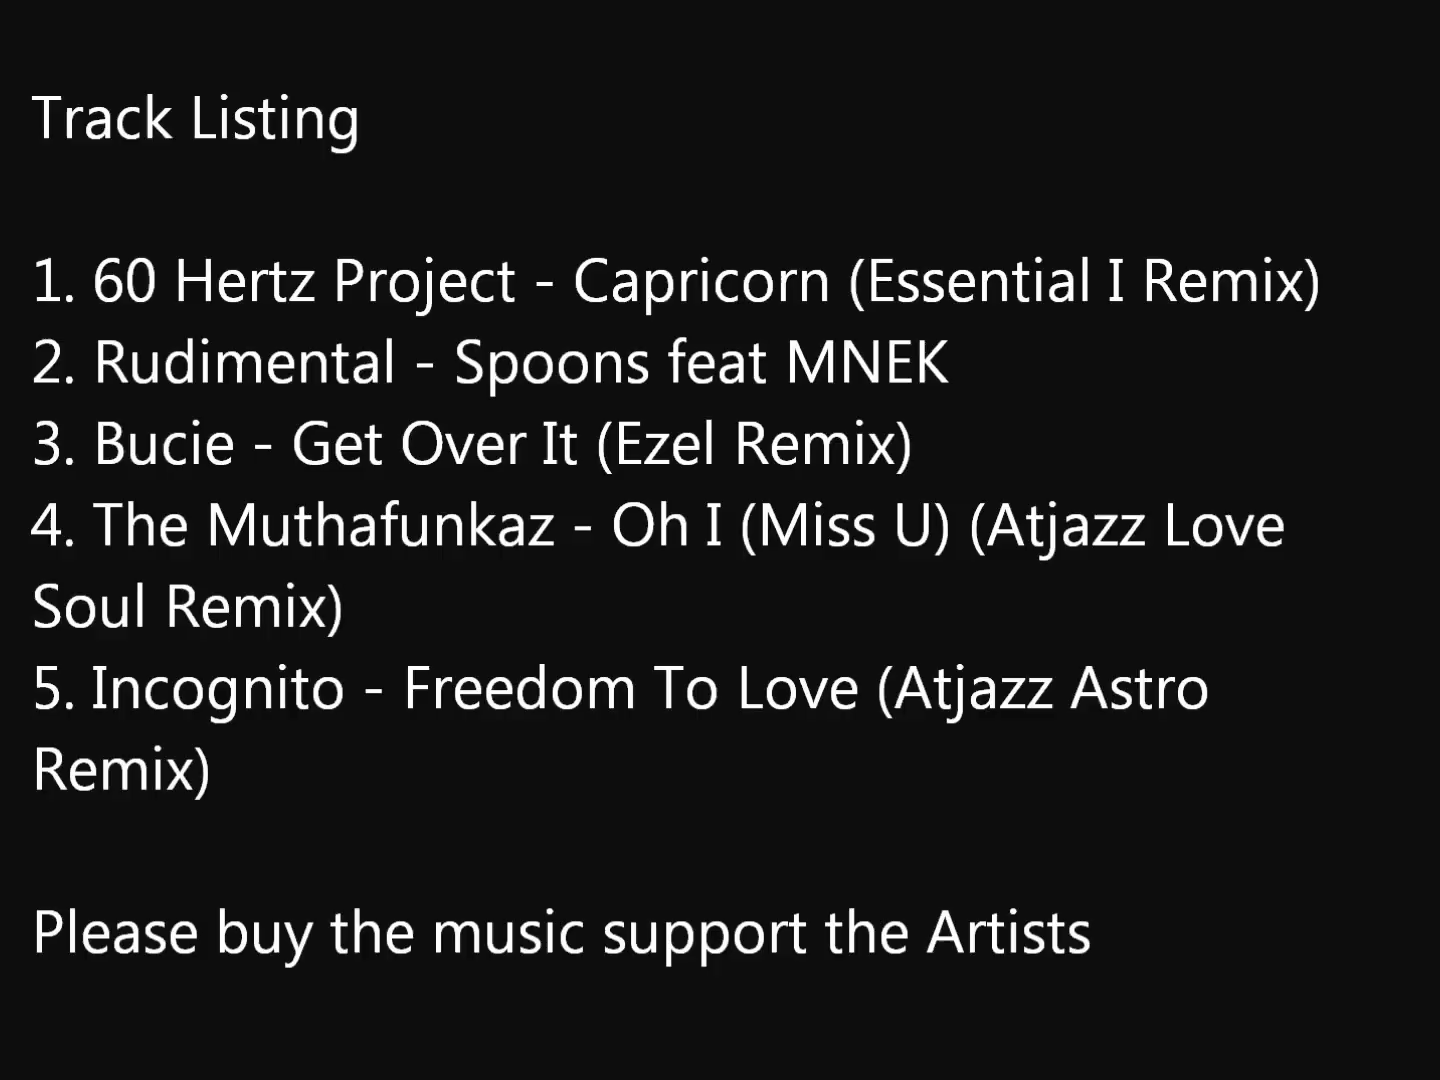 Track Listing
1. 60 Hertz Project - Capricorn (Essential I Remix)
2. Rudimental - Spoons feat MNEK
3. Bucie - Get Over It (Ezel Remix)
4. The Muthafunkaz - Oh I (Miss U) (Atjazz Love
Soul Remix)
5. Incognito - Freedom To Love (Atjazz Astro
Remix)
Please buy the music support the Artists